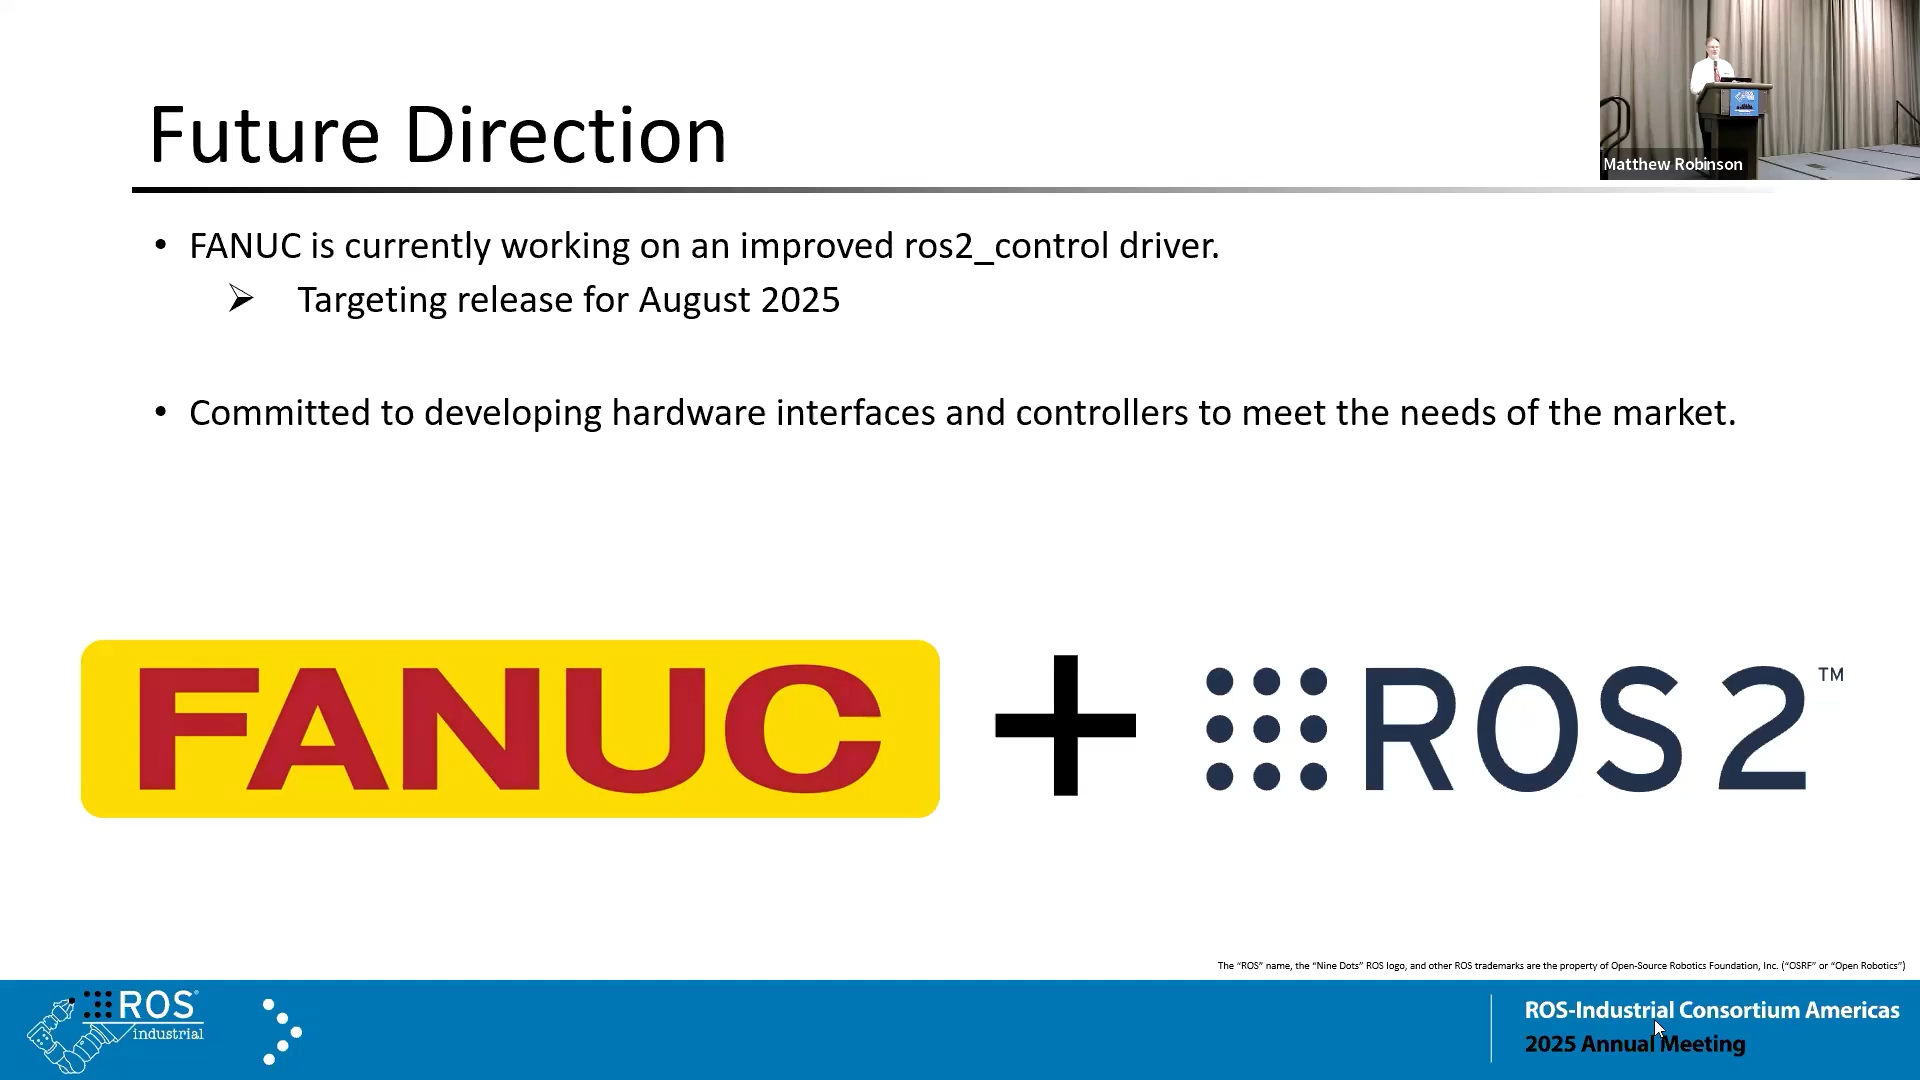 Future Direction
Matthew Robinson
• FANUC is currently working on an improved ros2_control driver.
➢ Targeting release for August 2025
• Committed to developing hardware interfaces and controllers to meet the needs of the market.
FANUC
+
ROS 2™
The “ROS” name, the “Nine Dots” ROS logo, and other ROS trademarks are the property of Open-Source Robotics Foundation, Inc. (“OSRF” or “Open Robotics”)
ROS
industrial
ROS-Industrial Consortium Americas
2025 Annual Meeting